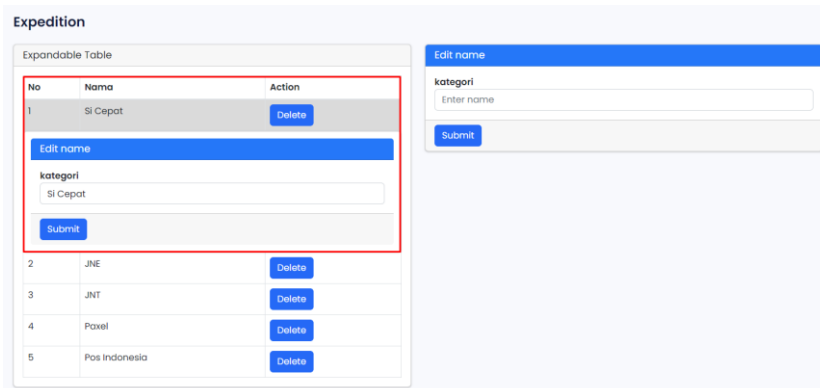 Expedition
Expandable Table
No Nama Action
1 Si Cepat Delete
Edit name
kategori
Si Cepat
Submit
2 JNE Delete
3 JNT Delete
4 Paxel Delete
5 Pos Indonesia Delete
Edit name
kategori
Enter name
Submit